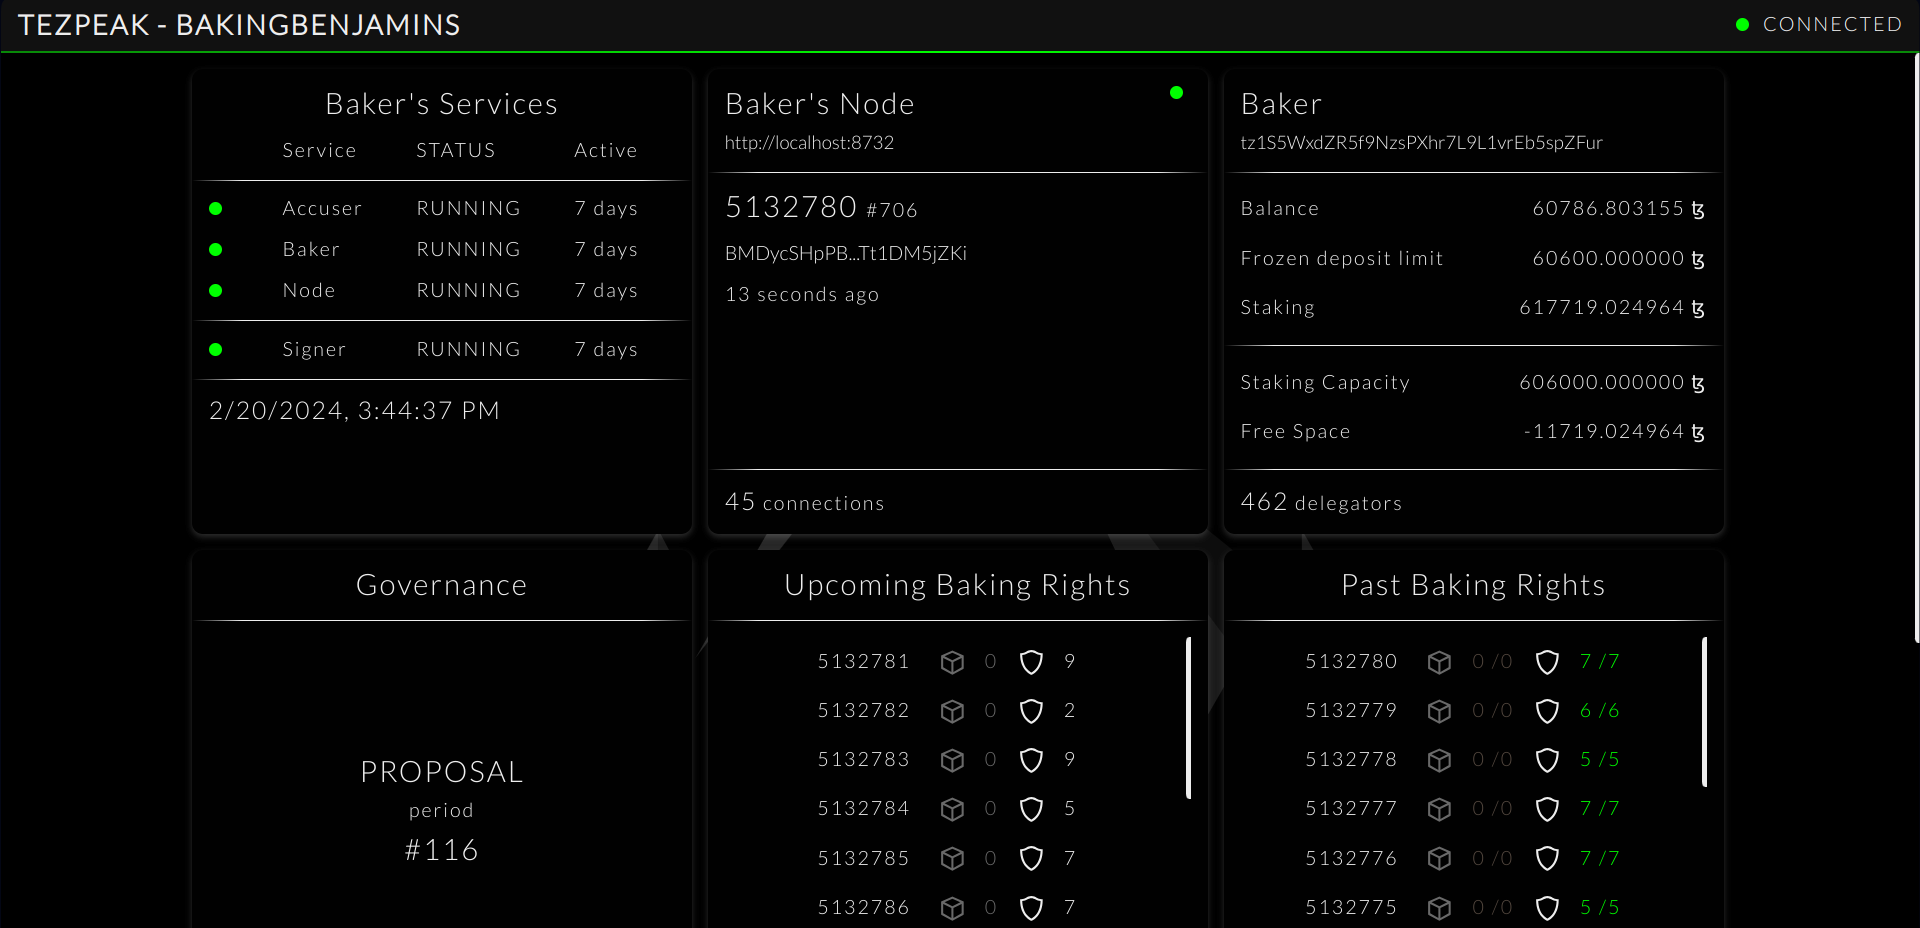 TEZPEAK - BAKINGBENJAMINS
CONNECTED
Baker's Services
Service STATUS Active
Accuser RUNNING 7 days
Baker RUNNING 7 days
Node RUNNING 7 days
Signer RUNNING 7 days
2/20/2024, 3:44:37 PM
Baker's Node
http://localhost:8732
5132780 #706
BMDycSHpPB...Tt1DM5jZKi
13 seconds ago
45 connections
Baker
tz1S5WxdZR5f9NzsPXhr7L9L1vrEb5spZFur
Balance 60786.803155 ꜩ
Frozen deposit limit 60600.000000 ꜩ
Staking 617719.024964 ꜩ
Staking Capacity 606000.000000 ꜩ
Free Space -11719.024964 ꜩ
462 delegators
Governance
PROPOSAL
period
#116
Upcoming Baking Rights
5132781 0 9
5132782 0 2
5132783 0 9
5132784 0 5
5132785 0 7
5132786 0 7
Past Baking Rights
5132780 0 /0 7 /7
5132779 0 /0 6 /6
5132778 0 /0 5 /5
5132777 0 /0 7 /7
5132776 0 /0 7 /7
5132775 0 /0 5 /5